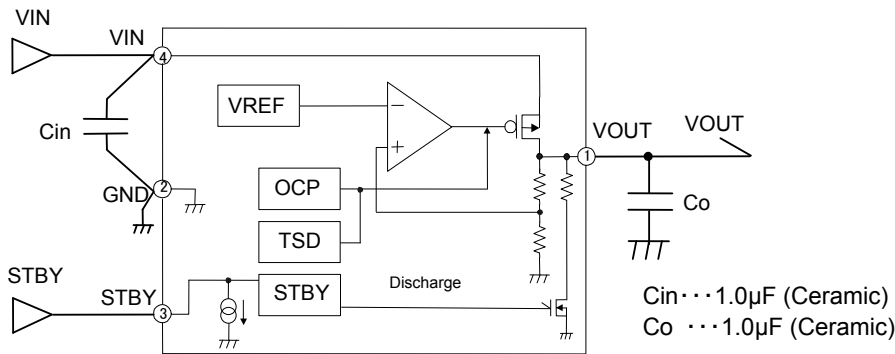 VIN
VIN
4
Cin
VREF
−
+
VOUT
VOUT
1
Co
GND
2
OCP
TSD
STBY
STBY
3
STBY
Discharge
Cin･･･1.0µF (Ceramic)
Co ･･･1.0µF (Ceramic)